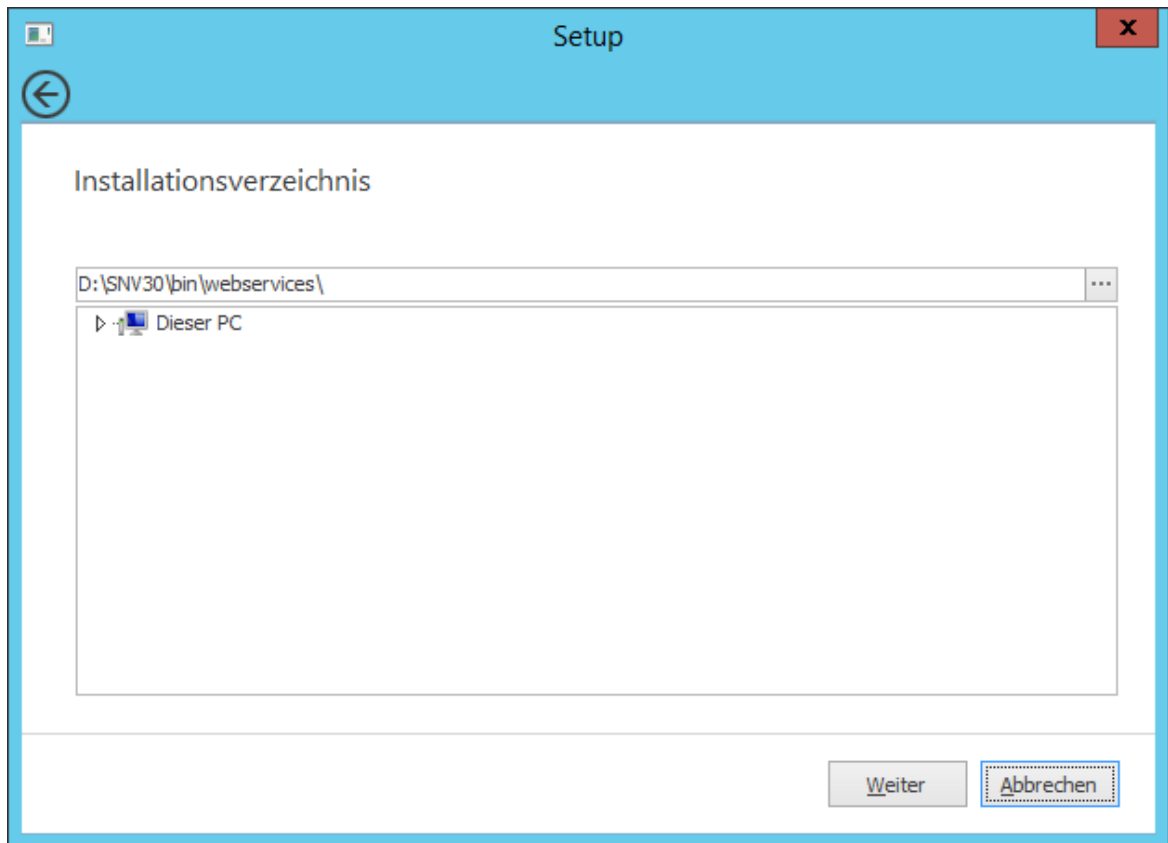 Setup
x
Installationsverzeichnis
D:\SNV30\bin\webservices\
...
Dieser PC
Weiter
Abbrechen